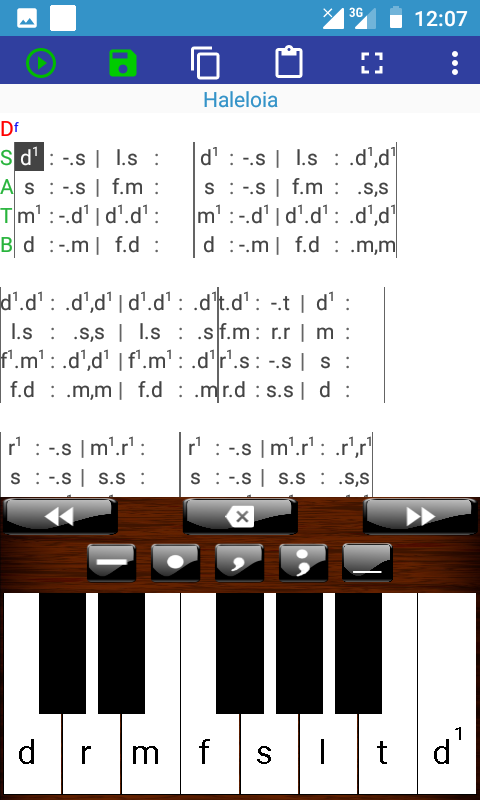 3G 12:07
Haleloia
Df
S d¹ : -.s | l.s : | d¹ : -.s | l.s : .d¹,d¹
A s : -.s | f.m : | s : -.s | f.m : .s,s
T m¹ : -.d¹ | d¹.d¹ : | m¹ : -.d¹ | d¹.d¹ : .d¹,d¹
B d : -.m | f.d : | d : -.m | f.d : .m,m
d¹.d¹ : .d¹,d¹ | d¹.d¹ : .d¹ | t.d¹ : -.t | d¹ :
l.s : .s,s | l.s : .s | f.m : r.r | m :
f¹.m¹ : .d¹,d¹ | f¹.m¹ : .d¹ | r¹.s : -.s | s :
f.d : .m,m | f.d : .m | r.d : s.s | d :
r¹ : -.s | m¹.r¹ : | r¹ : -.s | m¹.r¹ : .r¹,r¹
s : -.s | s.s : | s : -.s | s.s : .s,s
d r m f s l t d¹